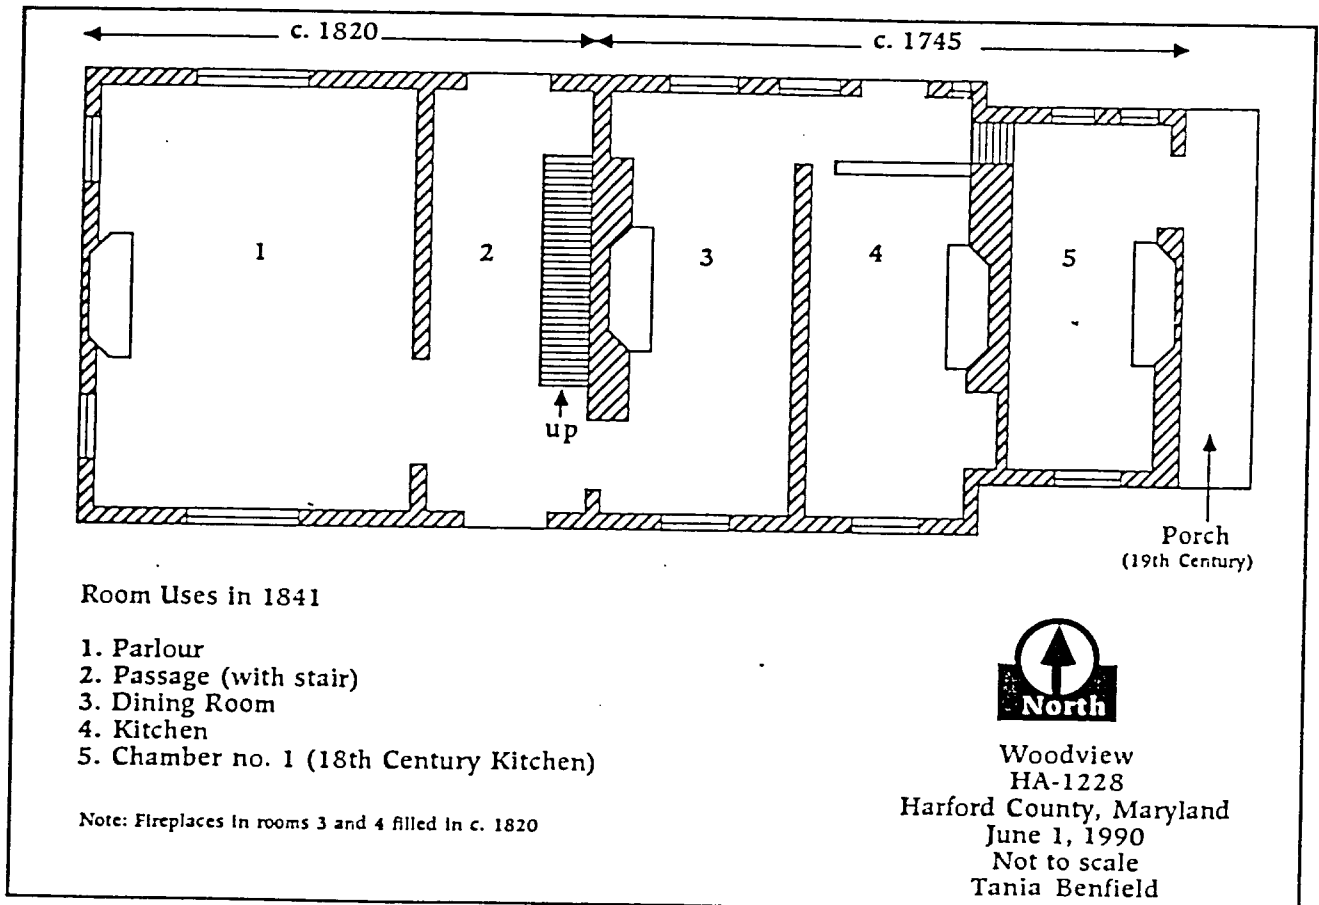 c. 1820
c. 1745
1
2
3
4
5
up
Porch
(19th Century)
Room Uses in 1841
1. Parlour
2. Passage (with stair)
3. Dining Room
4. Kitchen
5. Chamber no. 1 (18th Century Kitchen)
Note: Fireplaces in rooms 3 and 4 filled in c. 1820
North
Woodview
HA-1228
Harford County, Maryland
June 1, 1990
Not to scale
Tania Benfield